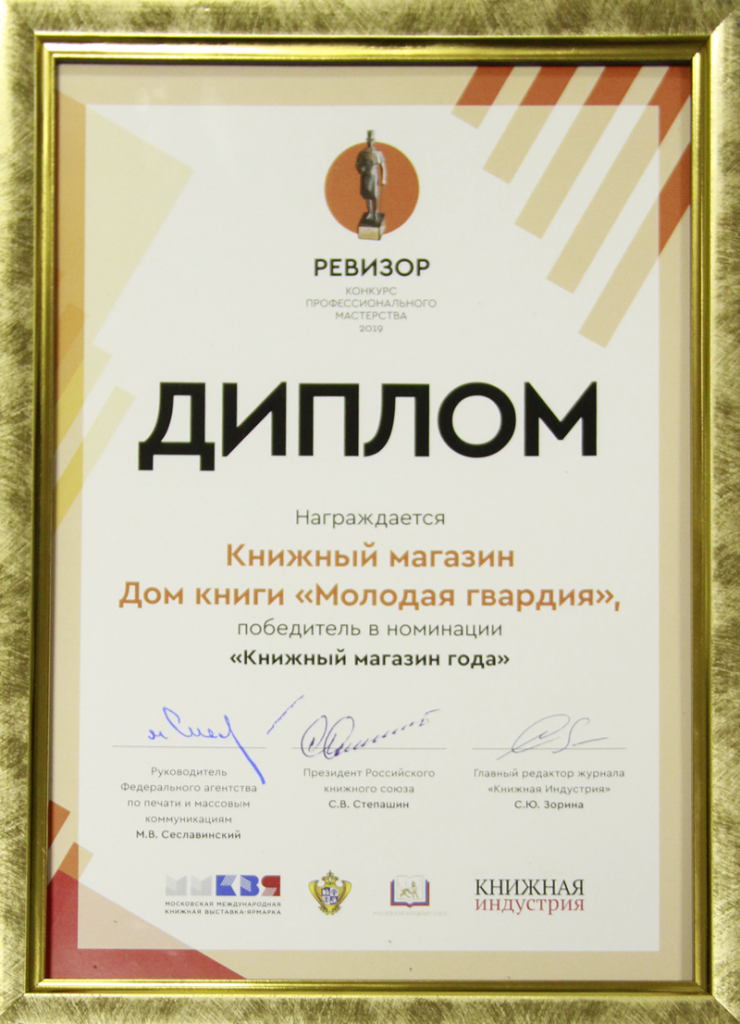 РЕВИЗОР
КОНКУРС
ПРОФЕССИОНАЛЬНОГО
МАСТЕРСТВА
2019
ДИПЛОМ
Награждается
Книжный магазин
Дом книги «Молодая гвардия»,
победитель в номинации
«Книжный магазин года»
Руководитель
Федерального агентства
по печати и массовым
коммуникациям
М.В. Сеславинский
Президент Российского
книжного союза
С.В. Степашин
Главный редактор журнала
«Книжная Индустрия»
С.Ю. Зорина
ММКВЯ
МОСКОВСКАЯ МЕЖДУНАРОДНАЯ
КНИЖНАЯ ВЫСТАВКА-ЯРМАРКА
КНИЖНАЯ
индустрия